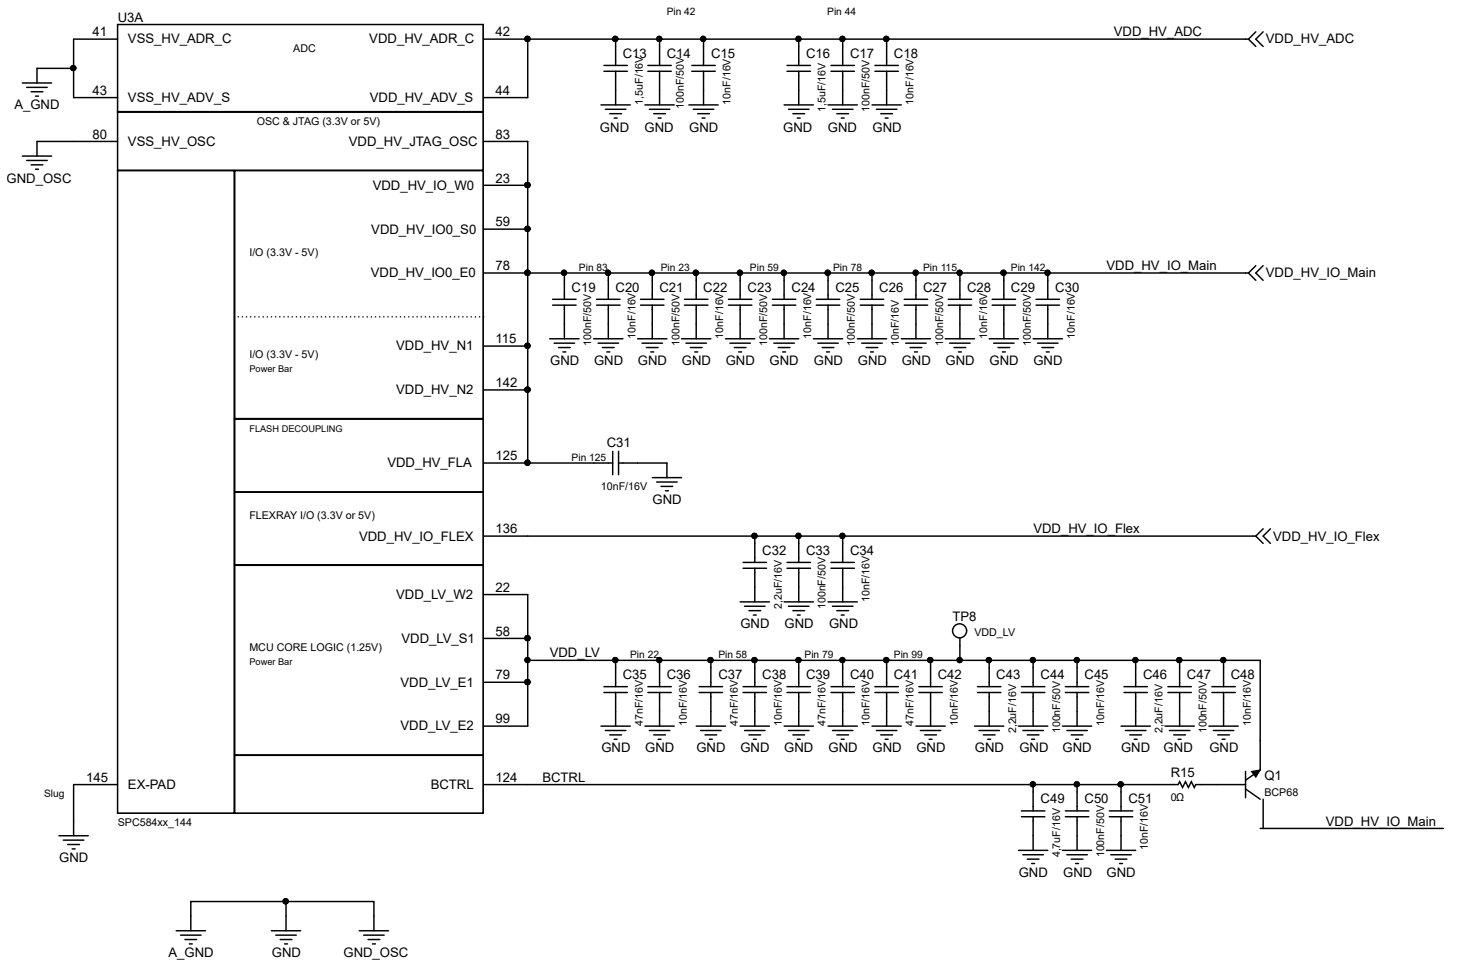 U3A
Pin 42
Pin 44
41
VSS_HV_ADR_C
ADC
VDD_HV_ADR_C
42
C13
1,5uF/16V
C14
100nF/50V
C15
10nF/16V
C16
1,5uF/16V
C17
100nF/50V
C18
10nF/16V
VDD_HV_ADC
VDD_HV_ADC
A_GND
43
VSS_HV_ADV_S
VDD_HV_ADV_S
44
GND
GND
GND
GND
GND
GND
OSC & JTAG (3.3V or 5V)
80
VSS_HV_OSC
VDD_HV_JTAG_OSC
83
GND_OSC
VDD_HV_IO_W0
23
VDD_HV_IO0_S0
59
I/O (3.3V - 5V)
VDD_HV_IO0_E0
78
Pin 83
Pin 23
Pin 59
Pin 78
Pin 115
Pin 142
VDD_HV_IO_Main
VDD_HV_IO_Main
C19
100nF/50V
C20
10nF/16V
C21
100nF/50V
C22
10nF/16V
C23
100nF/50V
C24
10nF/16V
C25
100nF/50V
C26
10nF/16V
C27
100nF/50V
C28
10nF/16V
C29
100nF/50V
C30
10nF/16V
GND
GND
GND
GND
GND
GND
GND
GND
GND
GND
GND
GND
I/O (3.3V - 5V)
Power Bar
VDD_HV_N1
115
VDD_HV_N2
142
FLASH DECOUPLING
VDD_HV_FLA
125
Pin 125
C31
10nF/16V
GND
FLEXRAY I/O (3.3V or 5V)
VDD_HV_IO_FLEX
136
VDD_HV_IO_Flex
VDD_HV_IO_Flex
C32
2,2uF/16V
C33
100nF/50V
C34
10nF/16V
GND
GND
GND
VDD_LV_W2
22
VDD_LV_S1
58
MCU CORE LOGIC (1.25V)
Power Bar
VDD_LV_E1
79
VDD_LV_E2
99
TP8
VDD_LV
VDD_LV
Pin 22
Pin 58
Pin 79
Pin 99
C35
47nF/16V
C36
10nF/16V
C37
47nF/16V
C38
10nF/16V
C39
47nF/16V
C40
10nF/16V
C41
47nF/16V
C42
10nF/16V
C43
2,2uF/16V
C44
100nF/50V
C45
10nF/16V
C46
2,2uF/16V
C47
100nF/50V
C48
10nF/16V
GND
GND
GND
GND
GND
GND
GND
GND
GND
GND
GND
GND
GND
GND
Slug
145
EX-PAD
BCTRL
124
BCTRL
C49
4,7uF/16V
C50
100nF/50V
C51
10nF/16V
R15
0Ω
Q1
BCP68
VDD_HV_IO_Main
GND
GND
GND
GND
SPC584xx_144
A_GND
GND
GND_OSC